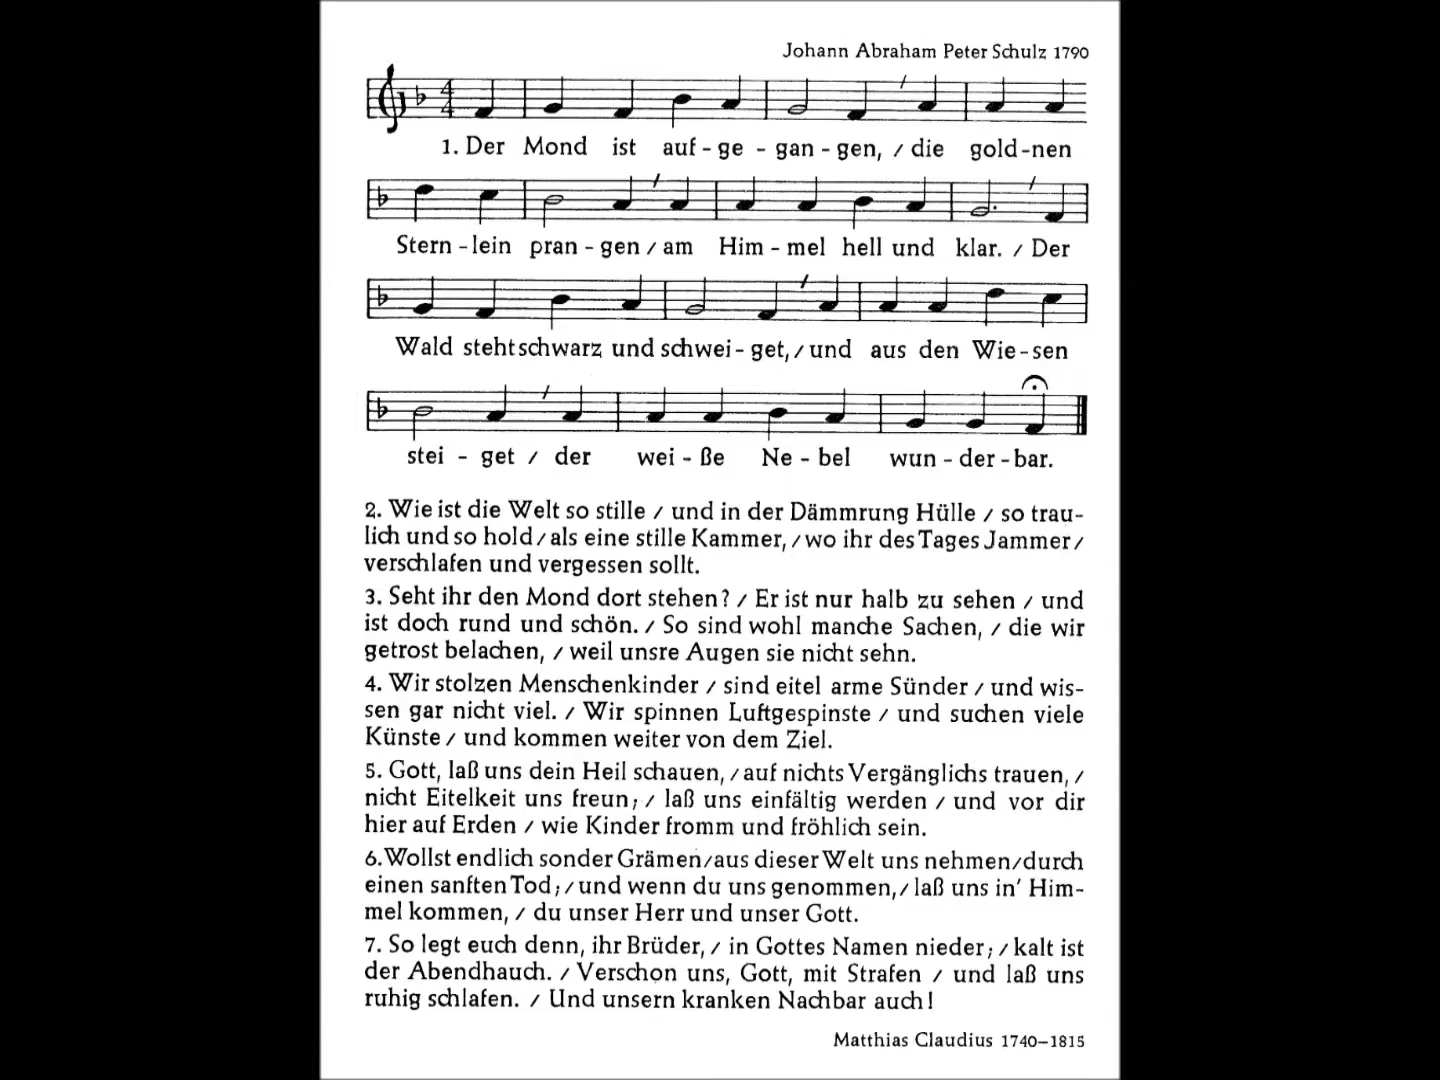 Johann Abraham Peter Schulz 1790
4
4
1. Der Mond ist auf-ge - gan-gen, / die gold-nen
Stern-lein pran-gen / am Him-mel hell und klar. / Der
Wald steht schwarz und schwei-get, / und aus den Wie-sen
stei - get / der wei-ße Ne-bel wun-der-bar.
2. Wie ist die Welt so stille / und in der Dämmrung Hülle / so trau-
lich und so hold / als eine stille Kammer, / wo ihr des Tages Jammer /
verschlafen und vergessen sollt.
3. Seht ihr den Mond dort stehen? / Er ist nur halb zu sehen / und
ist doch rund und schön. / So sind wohl manche Sachen, / die wir
getrost belachen, / weil unsre Augen sie nicht sehn.
4. Wir stolzen Menschenkinder / sind eitel arme Sünder / und wis-
sen gar nicht viel. / Wir spinnen Luftgespinste / und suchen viele
Künste / und kommen weiter von dem Ziel.
5. Gott, laß uns dein Heil schauen, / auf nichts Vergänglichs trauen, /
nicht Eitelkeit uns freun; / laß uns einfältig werden / und vor dir
hier auf Erden / wie Kinder fromm und fröhlich sein.
6. Wollst endlich sonder Grämen / aus dieser Welt uns nehmen / durch
einen sanften Tod; / und wenn du uns genommen, / laß uns in' Him-
mel kommen, / du unser Herr und unser Gott.
7. So legt euch denn, ihr Brüder, / in Gottes Namen nieder; / kalt ist
der Abendhauch. / Verschon uns, Gott, mit Strafen / und laß uns
ruhig schlafen. / Und unsern kranken Nachbar auch!
Matthias Claudius 1740–1815